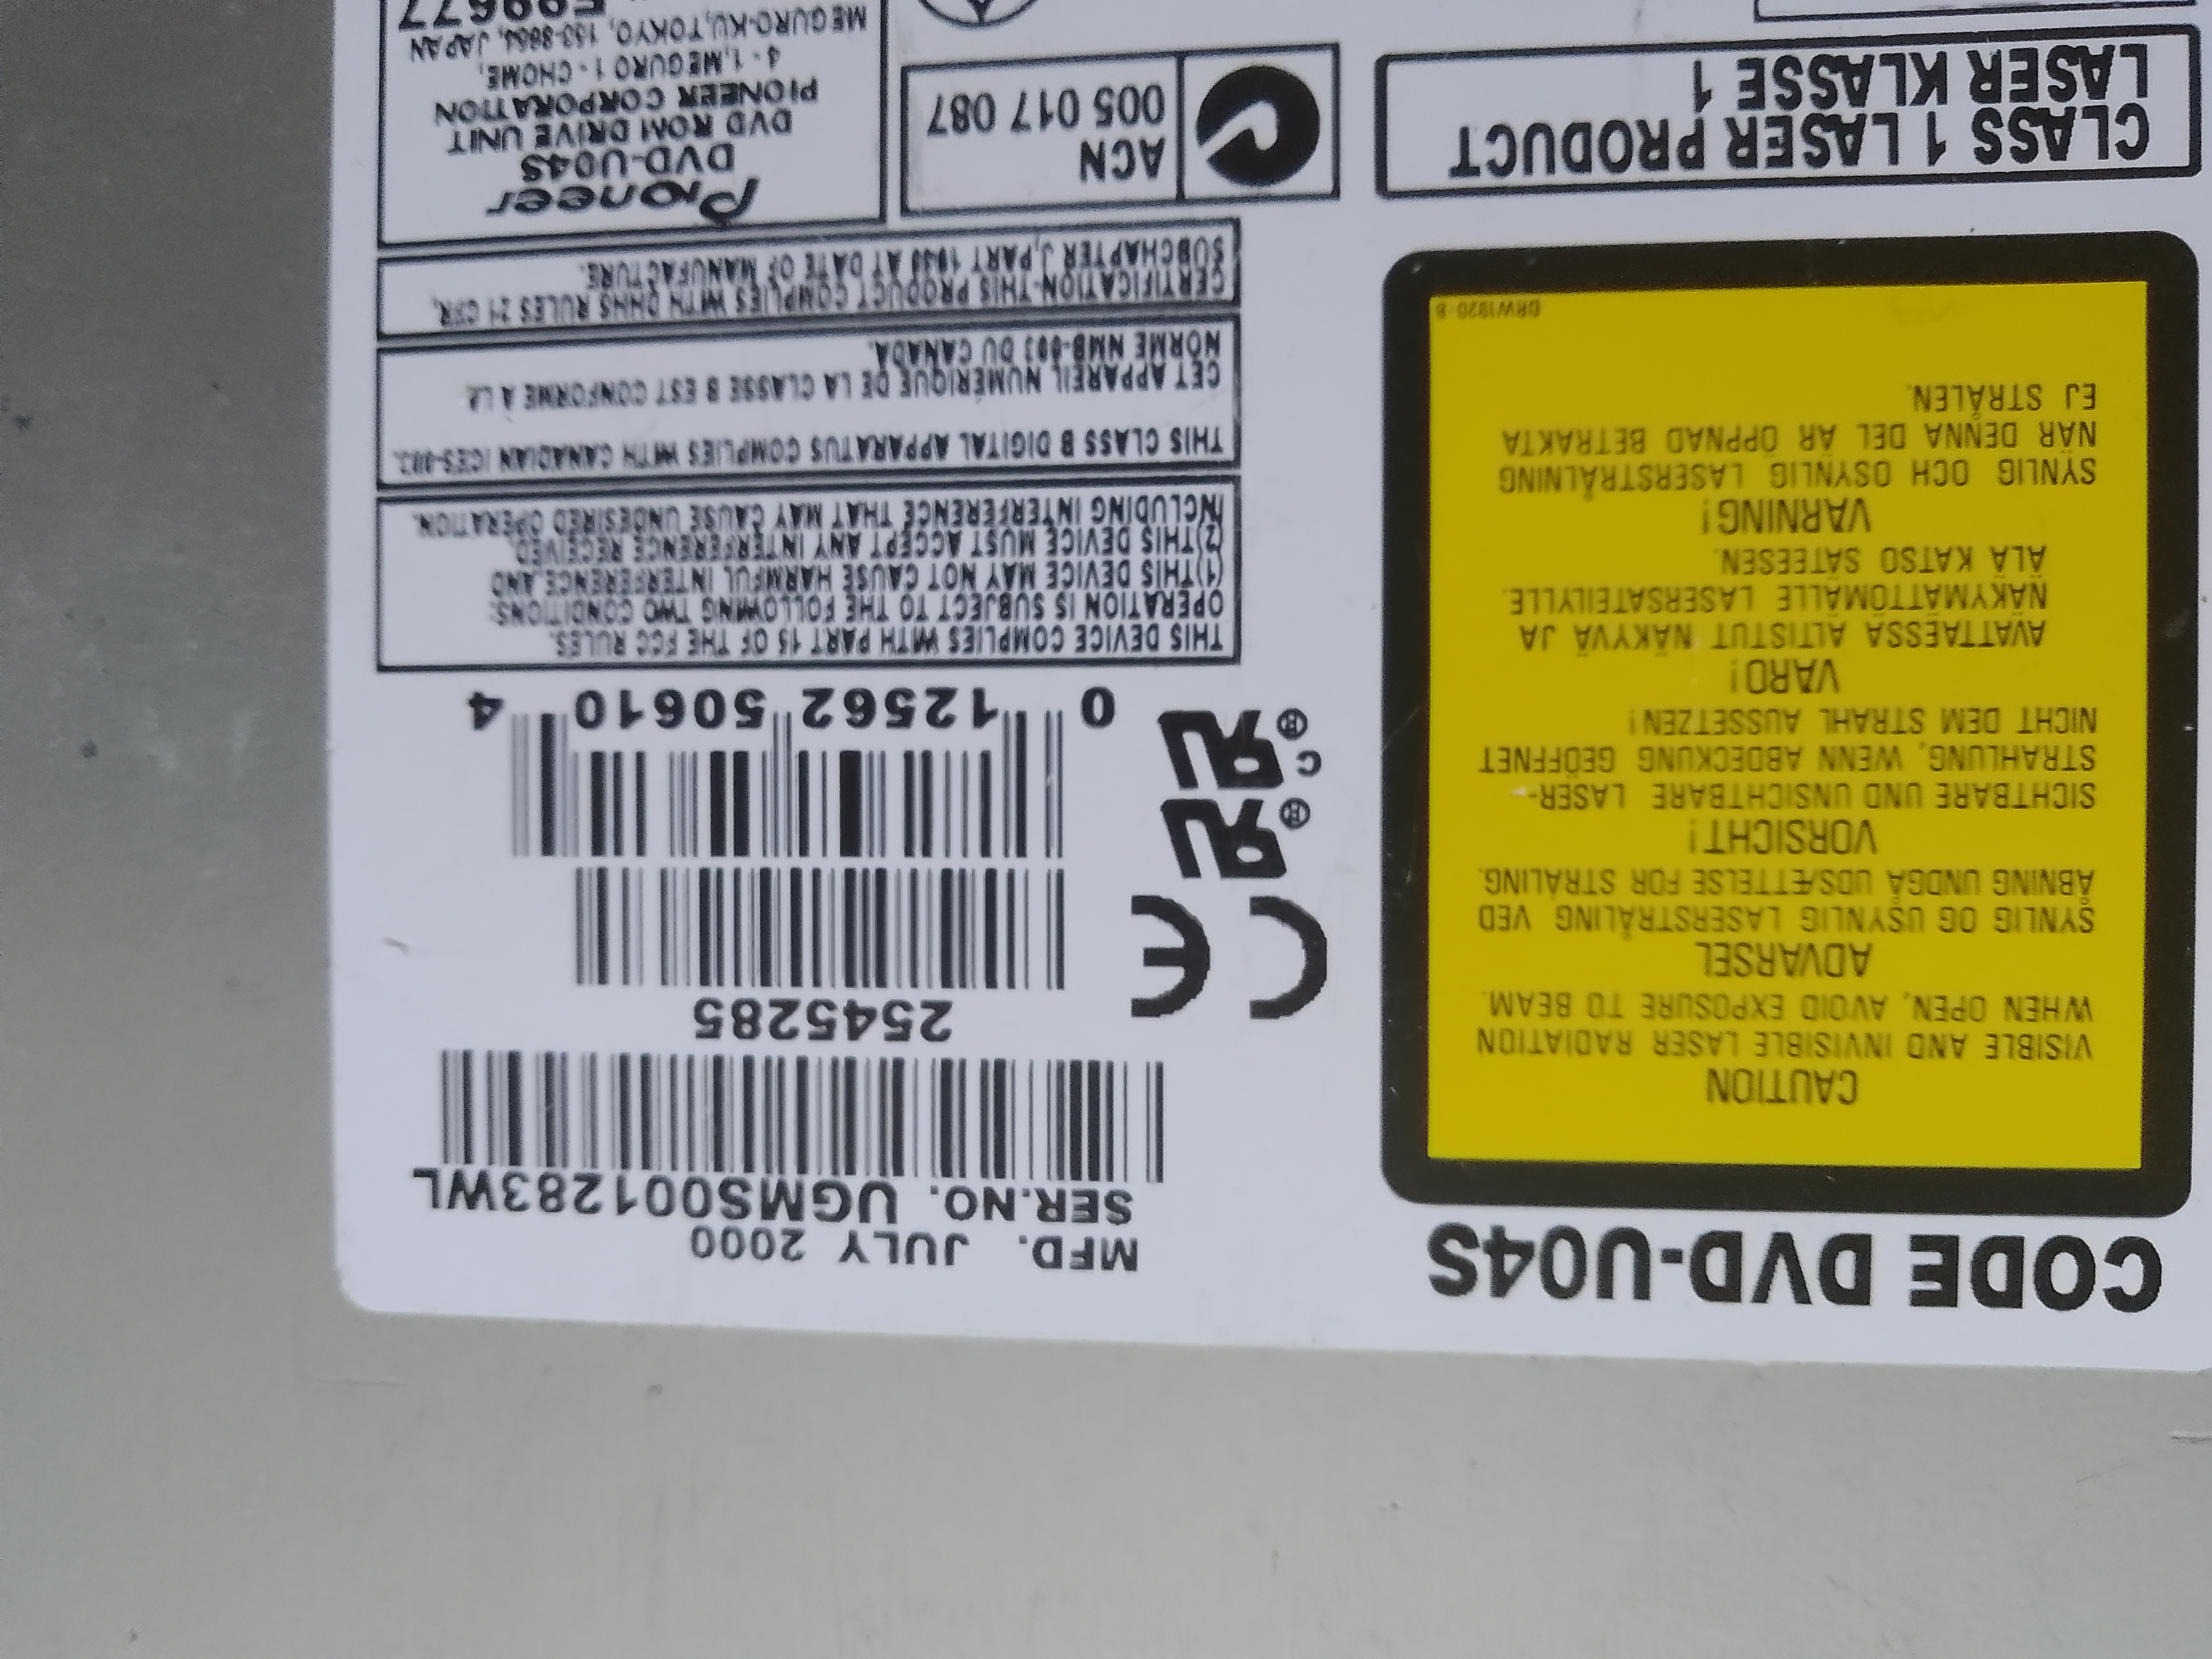 CODE DVD-U04S
CAUTION
VISIBLE AND INVISIBLE LASER RADIATION
WHEN OPEN, AVOID EXPOSURE TO BEAM.
ADVARSEL
SYNLIG OG USYNLIG LASERSTRÅLING VED
ÅBNING UNDGÅ UDSÆTTELSE FOR STRÅLING.
VORSICHT!
SICHTBARE UND UNSICHTBARE LASER-
STRAHLUNG, WENN ABDECKUNG GEÖFFNET
NICHT DEM STRAHL AUSSETZEN!
VARO!
AVATTAESSA ALTISTUT NÄKYVÄ JA
NÄKYMATTÖMÄLLE LASERSATEILYLLE.
ÄLÄ KATSO SÄTEESEN.
VARNING!
SYNLIG OCH OSYNLIG LASERSTRÅLNING
NÄR DENNA DEL ÄR ÖPPNAD BETRAKTA
EJ STRÅLEN.
DRW1920-B
CLASS 1 LASER PRODUCT
LASER KLASSE 1
MFD. JULY 2000
SER.NO. UGMS001283WL
2545285
0 12562 50610 4
CE
THIS DEVICE COMPLIES WITH PART 15 OF THE FCC RULES.
OPERATION IS SUBJECT TO THE FOLLOWING TWO CONDITIONS:
(1)THIS DEVICE MAY NOT CAUSE HARMFUL INTERFERENCE,AND
(2)THIS DEVICE MUST ACCEPT ANY INTERFERENCE RECEIVED,
INCLUDING INTERFERENCE THAT MAY CAUSE UNDESIRED OPERATION.
THIS CLASS B DIGITAL APPARATUS COMPLIES WITH CANADIAN ICES-003.
CET APPAREIL NUMÉRIQUE DE LA CLASSE B EST CONFORME À LA
NORME NMB-003 DU CANADA.
CERTIFICATION-THIS PRODUCT COMPLIES WITH DHHS RULES 21 CFR,
SUBCHAPTER J,PART 1040 AT DATE OF MANUFACTURE.
ACN
005 017 087
Pioneer
DVD-U04S
DVD ROM DRIVE UNIT
PIONEER CORPORATION
4-1,MEGURO 1-CHOME,
MEGURO-KU,TOKYO, 153-8654, JAPAN